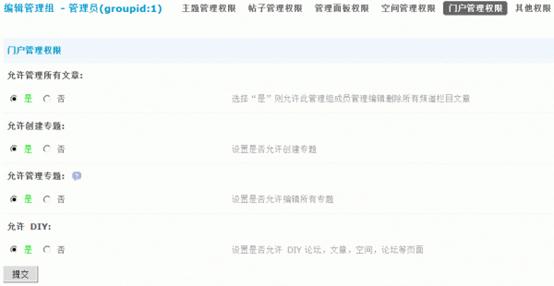 编辑管理组 - 管理员(groupid:1) 主题管理权限 帖子管理权限 管理面板权限 空间管理权限 门户管理权限 其他权限
门户管理权限
允许管理所有文章:
是 否 选择“是”则允许此管理组成员管理编辑删除所有频道栏目文章
允许创建专题:
是 否 设置是否允许创建专题
允许管理专题: ?
是 否 设置是否允许编辑所有专题
允许 DIY:
是 否 设置是否允许 DIY 论坛，文章，空间，论坛等页面
提交